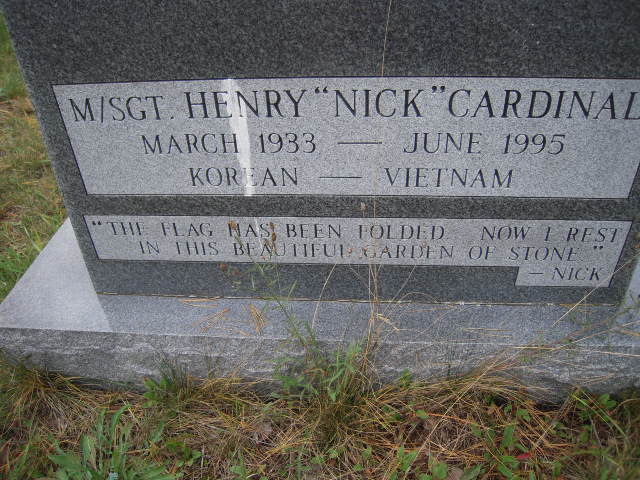 M/SGT. HENRY "NICK" CARDINAL
MARCH 1933 — JUNE 1995
KOREAN — VIETNAM
"THE FLAG HAS BEEN FOLDED NOW I REST
IN THIS BEAUTIFUL GARDEN OF STONE"
— NICK